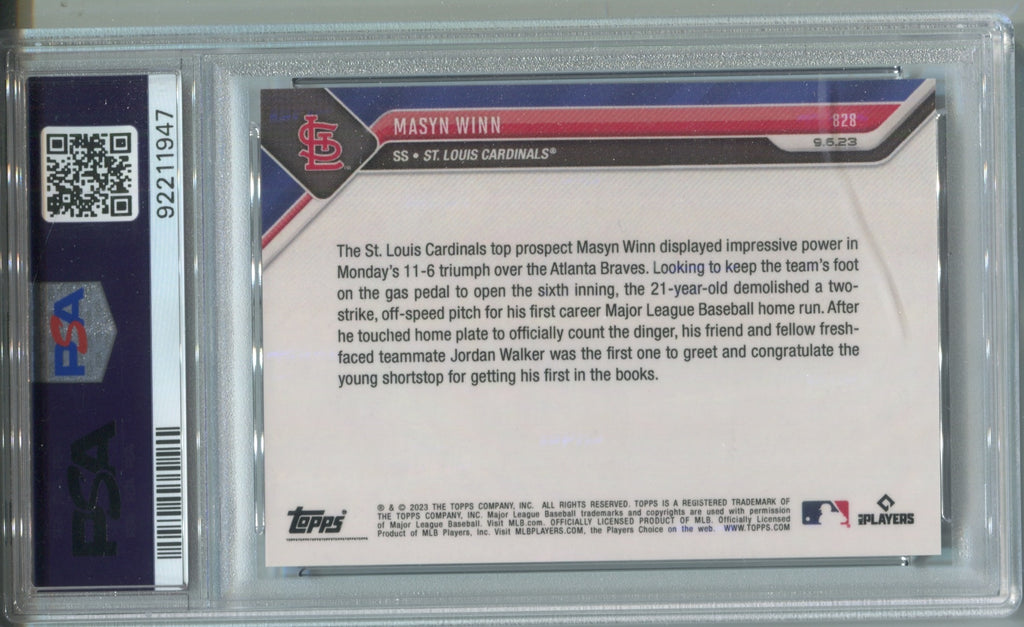 92211947
PSA
PSA
STL
MASYN WINN
828
SS • ST. LOUIS CARDINALS®
9.5.23
The St. Louis Cardinals top prospect Masyn Winn displayed impressive power in
Monday's 11-6 triumph over the Atlanta Braves. Looking to keep the team's foot
on the gas pedal to open the sixth inning, the 21-year-old demolished a two-
strike, off-speed pitch for his first career Major League Baseball home run. After
he touched home plate to officially count the dinger, his friend and fellow fresh-
faced teammate Jordan Walker was the first one to greet and congratulate the
young shortstop for getting his first in the books.
Topps®
® & © 2023 THE TOPPS COMPANY, INC. ALL RIGHTS RESERVED. TOPPS IS A REGISTERED TRADEMARK OF
THE TOPPS COMPANY, INC. Major League Baseball trademarks and copyrights are used with permission
of Major League Baseball. Visit MLB.com. OFFICIALLY LICENSED PRODUCT OF MLB. Officially Licensed
Product of MLB Players, Inc. Visit MLBPLAYERS.COM, the Players Choice on the web. WWW.TOPPS.COM
MLBPLAYERS